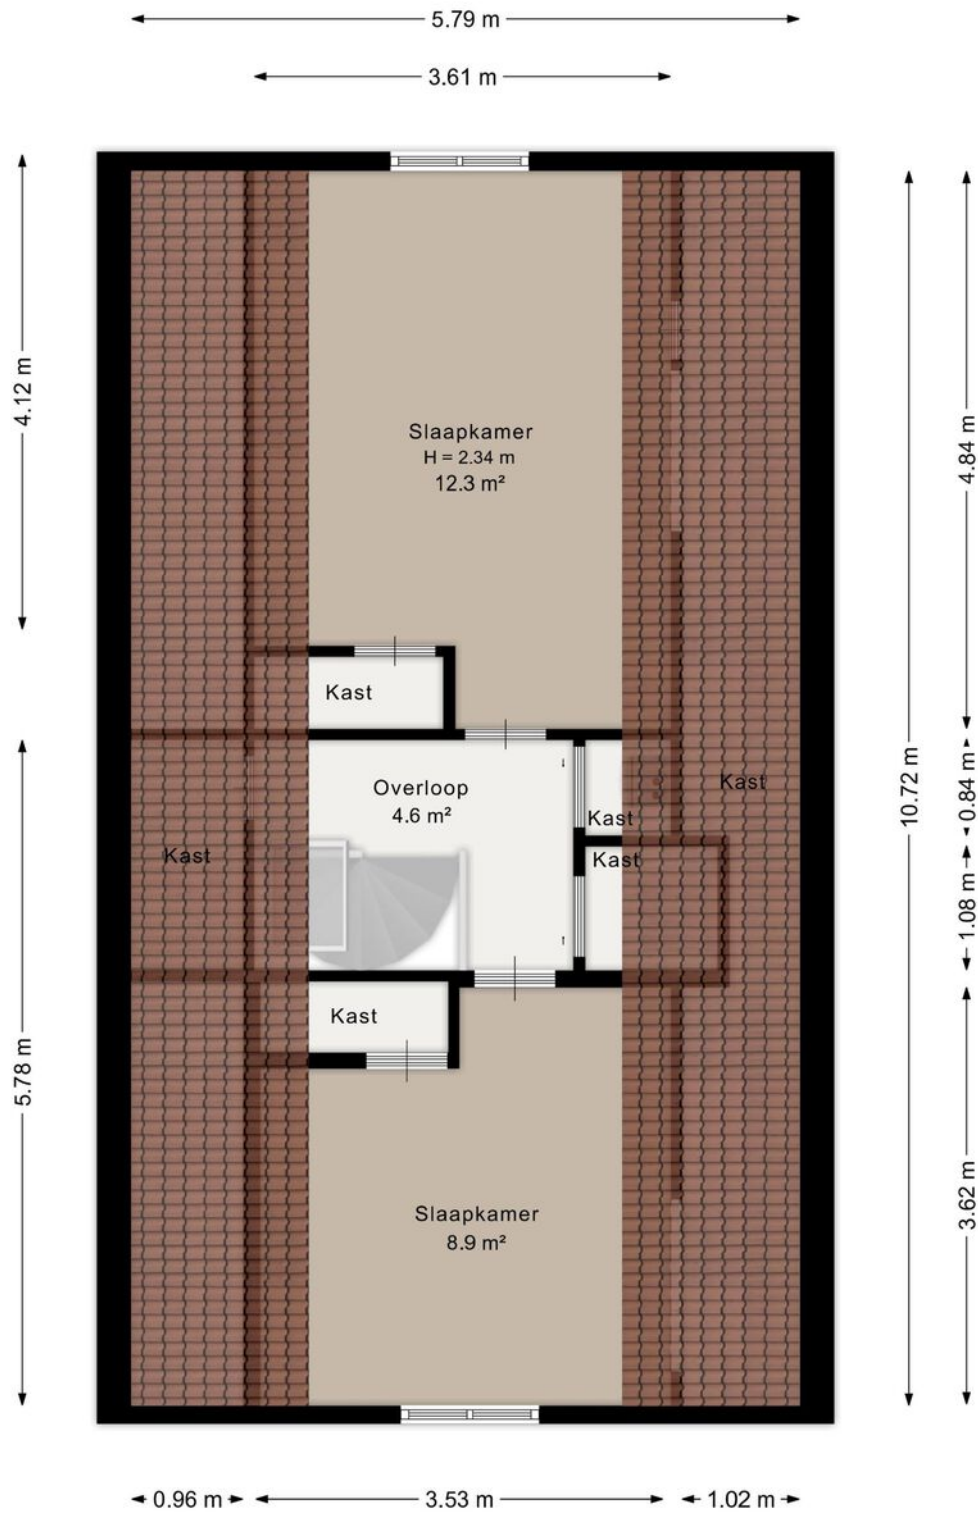 5.79 m
3.61 m
4.12 m
4.84 m
Slaapkamer
H = 2.34 m
12.3 m²
Kast
Overloop
4.6 m²
Kast
Kast
Kast
Kast
10.72 m
0.84 m
1.08 m
Kast
5.78 m
3.62 m
Slaapkamer
8.9 m²
0.96 m
3.53 m
1.02 m